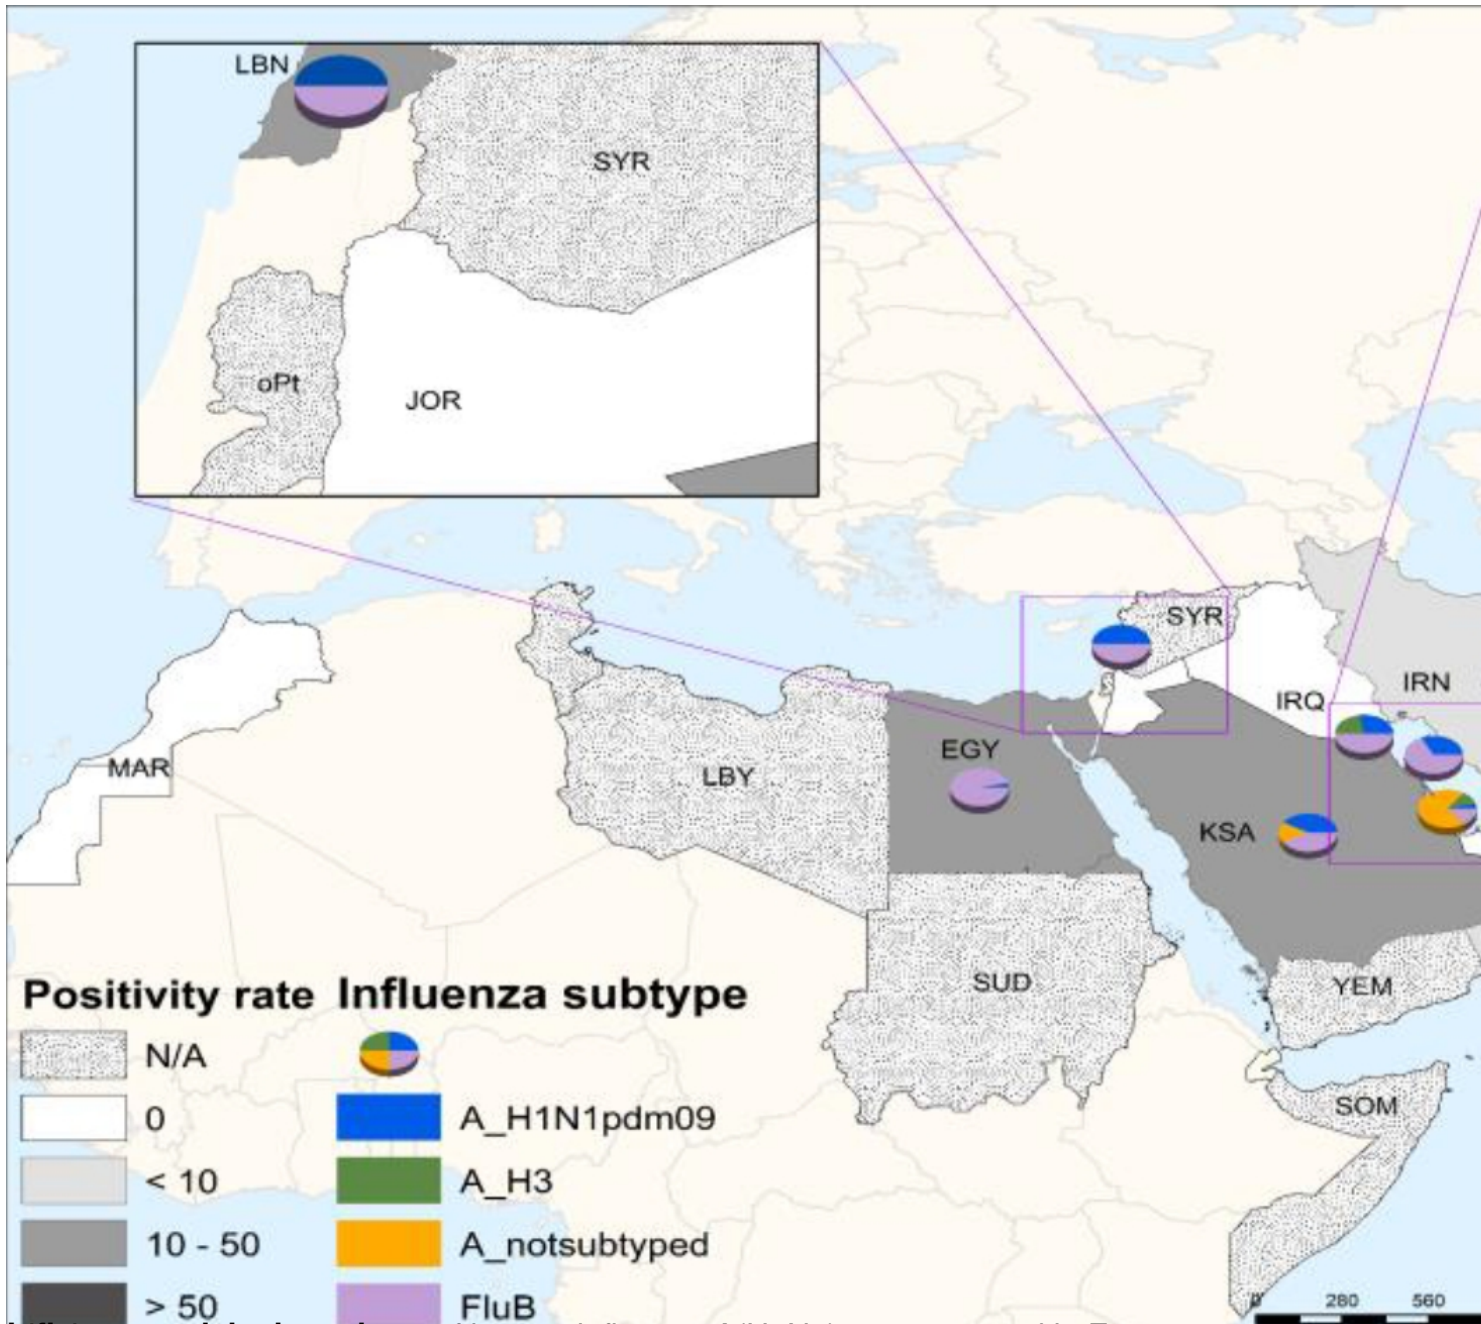 LBN
SYR
oPt
JOR
SYR
IRQ
IRN
MAR
LBY
EGY
KSA
SUD
YEM
SOM
Positivity rate
N/A
0
< 10
10 - 50
> 50
Influenza subtype
A_H1N1pdm09
A_H3
A_notsubtyped
FluB
0 280 560